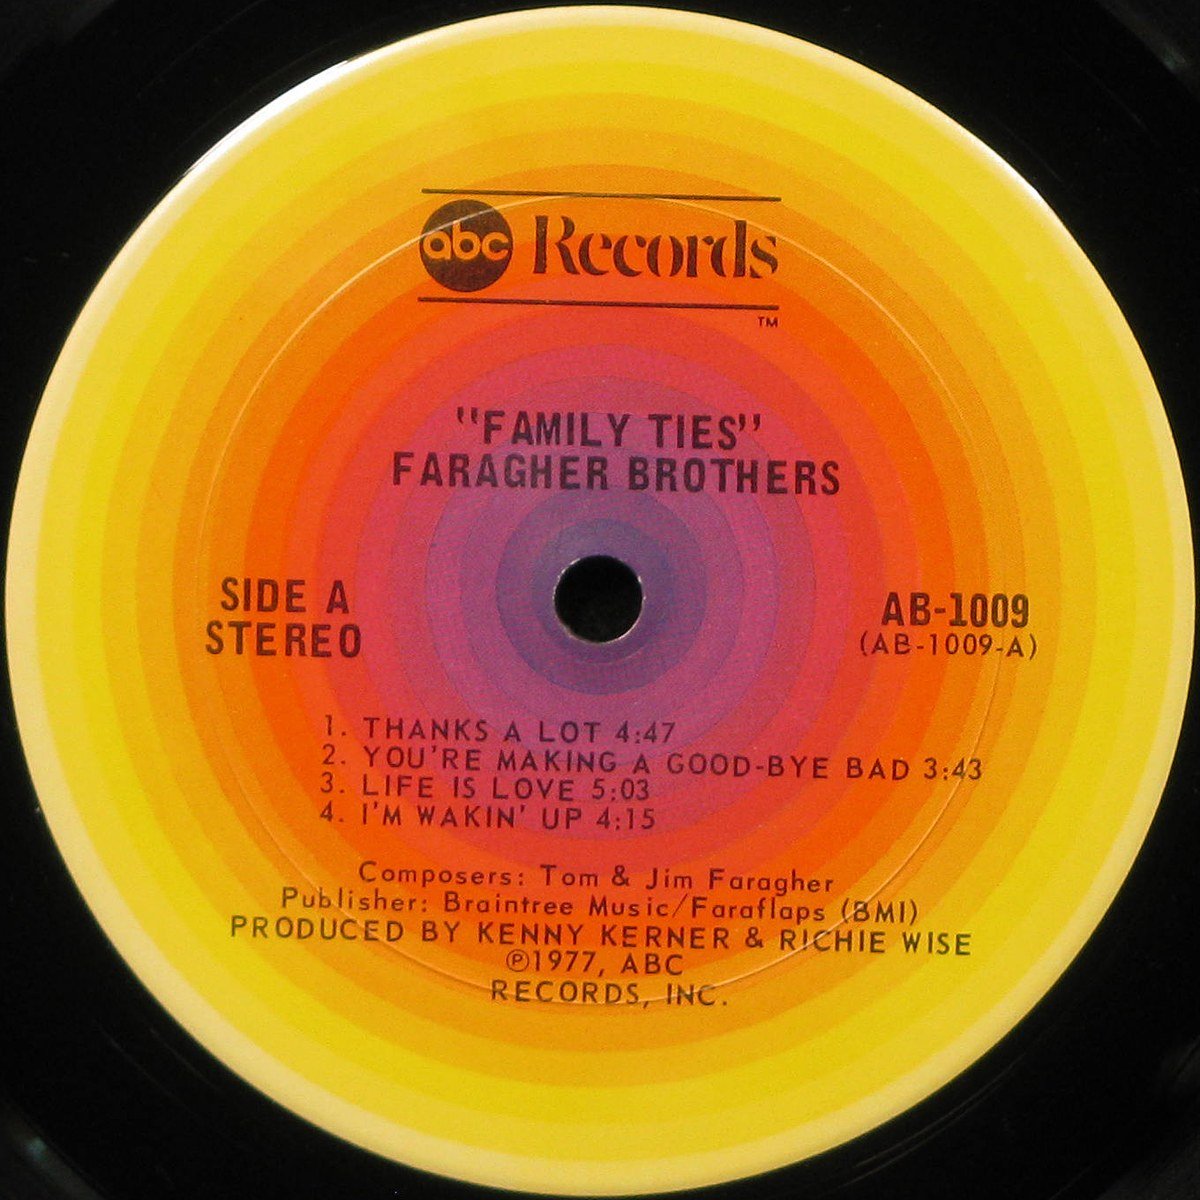 abc Records
TM
"FAMILY TIES"
FARAGHER BROTHERS
SIDE A
STEREO
AB-1009
(AB-1009-A)
1. THANKS A LOT 4:47
2. YOU'RE MAKING A GOOD-BYE BAD 3:43
3. LIFE IS LOVE 5:03
4. I'M WAKIN' UP 4:15
Composers: Tom & Jim Faragher
Publisher: Braintree Music/Faraflaps (BMI)
PRODUCED BY KENNY KERNER & RICHIE WISE
℗1977, ABC
RECORDS, INC.